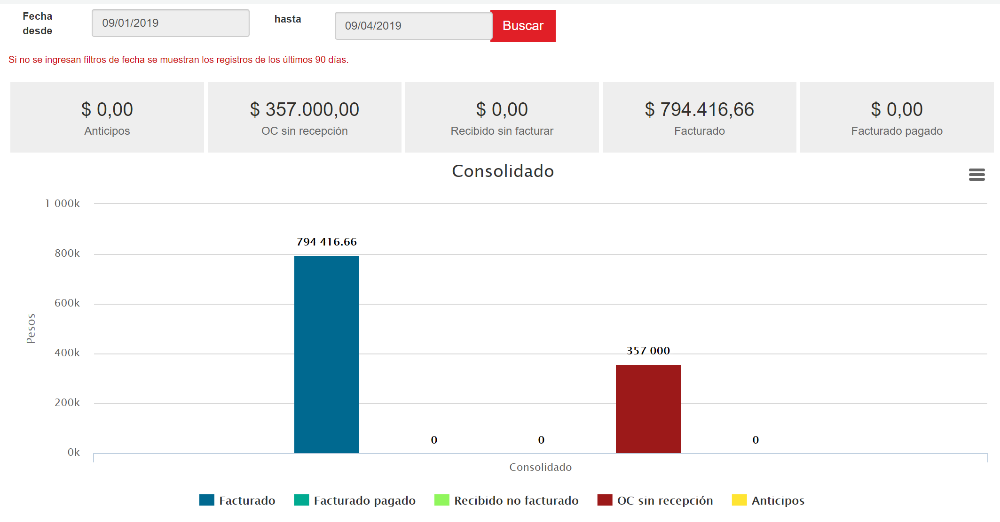 Fecha desde
09/01/2019
hasta
09/04/2019
Buscar
Si no se ingresan filtros de fecha se muestran los registros de los últimos 90 días.
$ 0,00
Anticipos
$ 357.000,00
OC sin recepción
$ 0,00
Recibido sin facturar
$ 794.416,66
Facturado
$ 0,00
Facturado pagado
Consolidado
1 000k
800k
600k
400k
200k
0k
Pesos
794 416.66
0
0
357 000
0
Consolidado
Facturado
Facturado pagado
Recibido no facturado
OC sin recepción
Anticipos